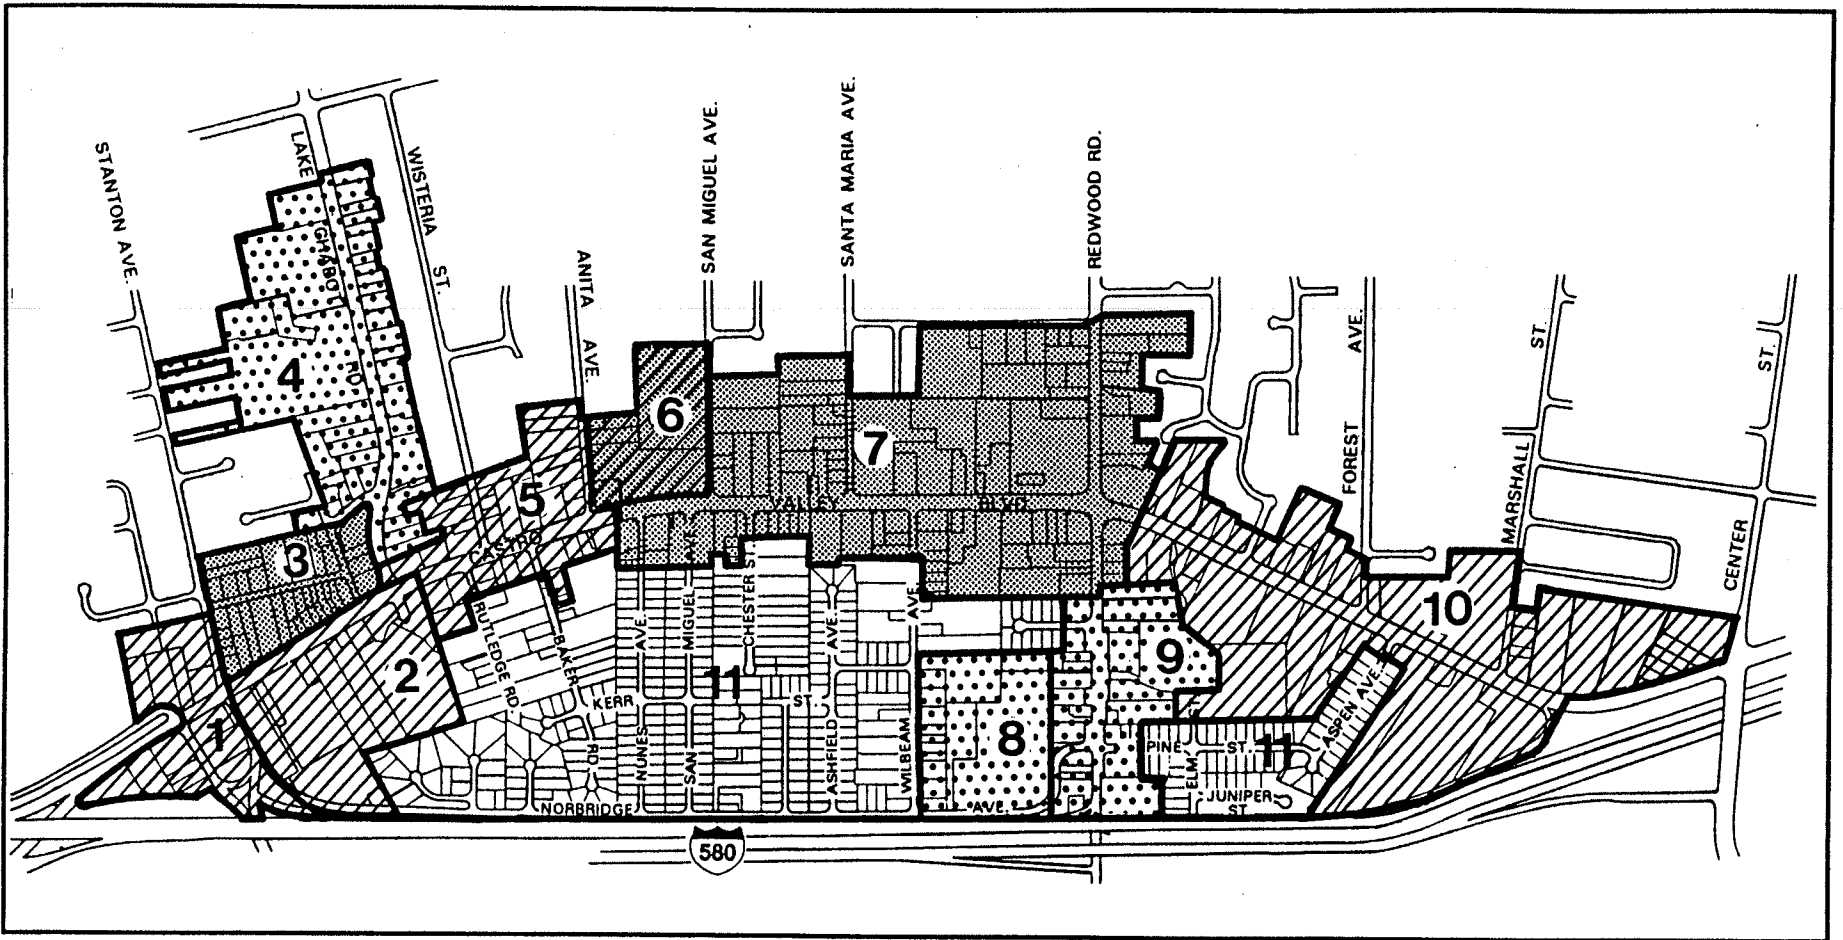 STANTON AVE.
LAKE CHABOT RD
WISTERIA ST.
ANITA AVE.
SAN MIGUEL AVE.
SANTA MARIA AVE.
REDWOOD RD.
FOREST AVE.
MARSHALL ST.
CENTER ST.
4
6
7
5
3
CASTRO VALLEY BLVD
2
1
RUTLEDGE RD.
BAKER RD
NUNES AVE.
SAN MIGUEL AVE
CHESTER ST.
11
ASHFIELD AVE.
WILBEAM AVE
KERR ST.
NORBRIDGE AVE.
8
9
10
PINE ST.
11
ELM ST
ASPEN AVE.
JUNIPER ST
580